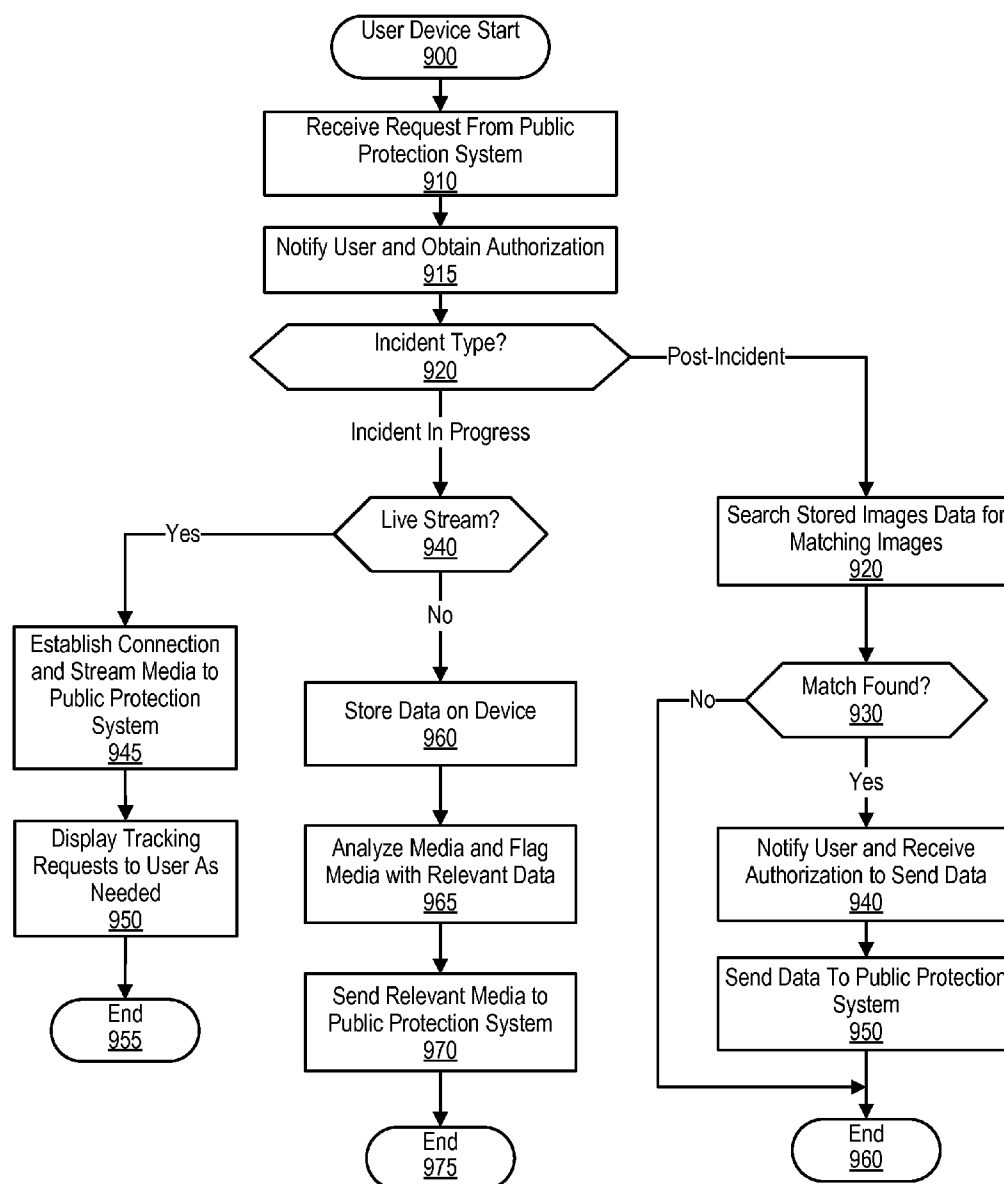 User Device Start
900
Receive Request From Public
Protection System
910
Notify User and Obtain Authorization
915
Incident Type?
920
Post-Incident
Incident In Progress
Live Stream?
940
Yes
No
Establish Connection
and Stream Media to
Public Protection
System
945
Display Tracking
Requests to User As
Needed
950
End
955
Store Data on Device
960
Analyze Media and Flag
Media with Relevant Data
965
Send Relevant Media to
Public Protection System
970
End
975
Search Stored Images Data for
Matching Images
920
Match Found?
930
No
Yes
Notify User and Receive
Authorization to Send Data
940
Send Data To Public Protection
System
950
End
960